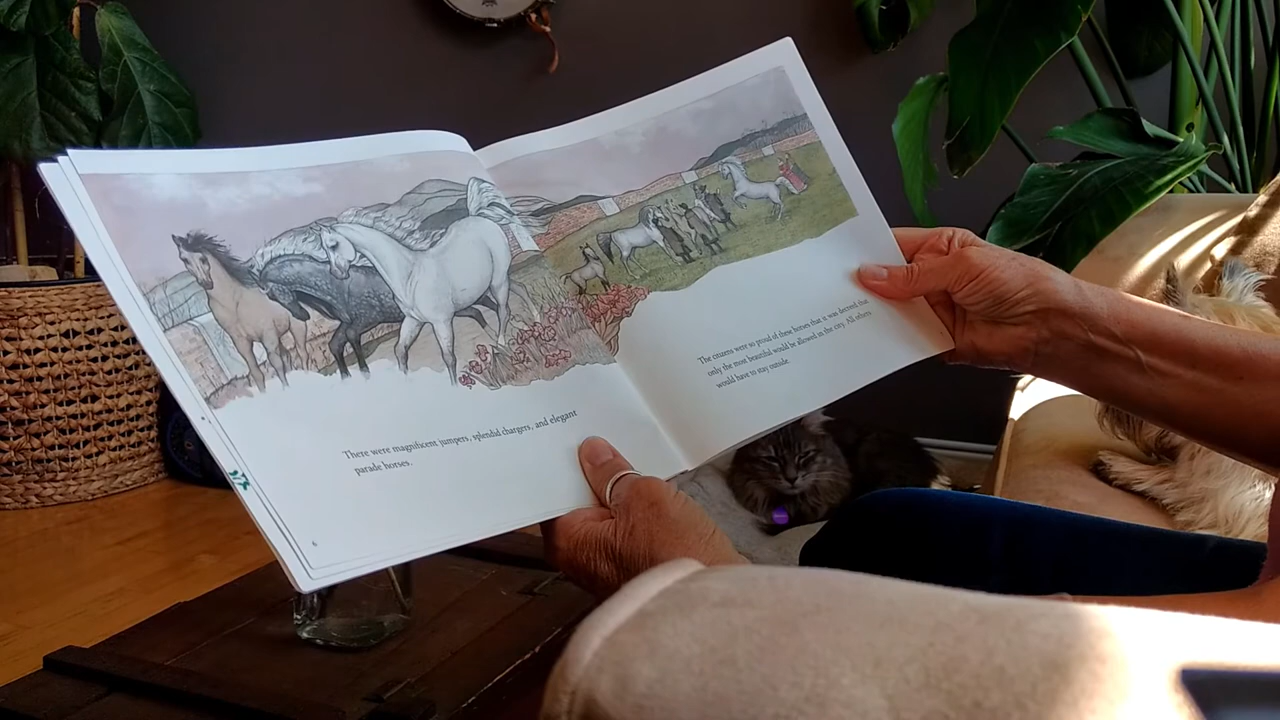 There were magnificent jumpers, splendid chargers, and elegant
parade horses.
The citizens were so proud of these horses that it was decreed that
only the most beautiful would be allowed in the city. All others
would have to stay outside.